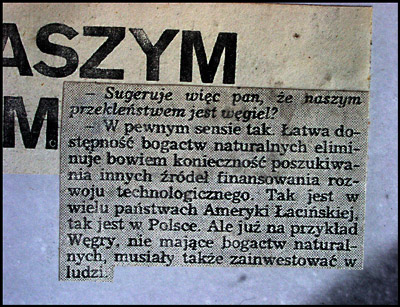 ASZYM
M
– Sugeruje więc pan, że naszym
przekleństwem jest węgiel?
– W pewnym sensie tak. Łatwa do-
stępność bogactw naturalnych elimi-
nuje bowiem konieczność poszukiwa-
nia innych źródeł finansowania roz-
woju technologicznego. Tak jest w
wielu państwach Ameryki Łacińskiej,
tak jest w Polsce. Ale już na przykład
Węgry, nie mające bogactw natural-
nych, musiały także zainwestować w
ludzi.